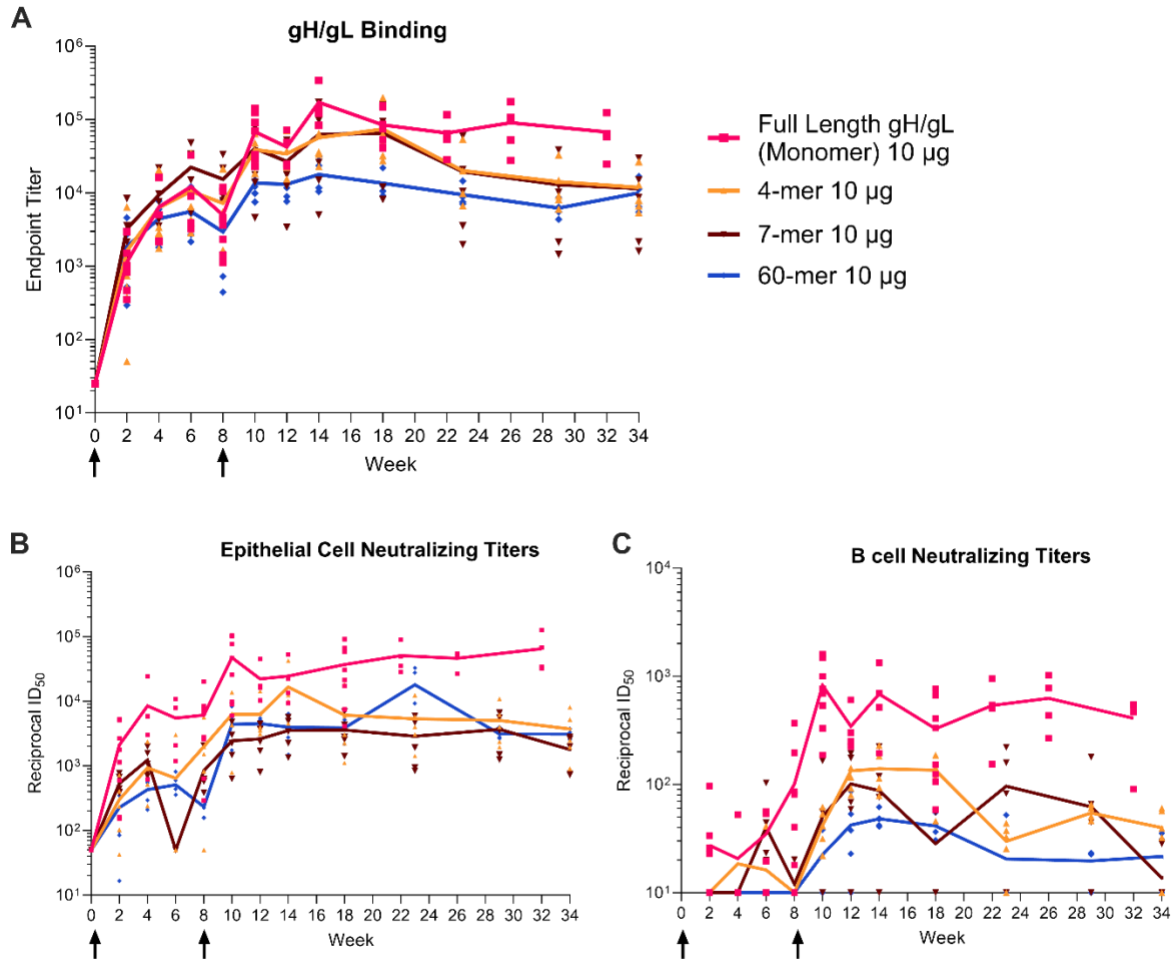 A
gH/gL Binding
10⁶
10⁵
10⁴
10³
10²
10¹
Endpoint Titer
0 2 4 6 8 10 12 14 16 18 20 22 24 26 28 30 32 34
Week
Full Length gH/gL
(Monomer) 10 µg
4-mer 10 µg
7-mer 10 µg
60-mer 10 µg
B
Epithelial Cell Neutralizing Titers
10⁶
10⁵
10⁴
10³
10²
10¹
Reciprocal ID₅₀
0 2 4 6 8 10 12 14 16 18 20 22 24 26 28 30 32 34
Week
C
B cell Neutralizing Titers
10⁴
10³
10²
10¹
Reciprocal ID₅₀
0 2 4 6 8 10 12 14 16 18 20 22 24 26 28 30 32 34
Week